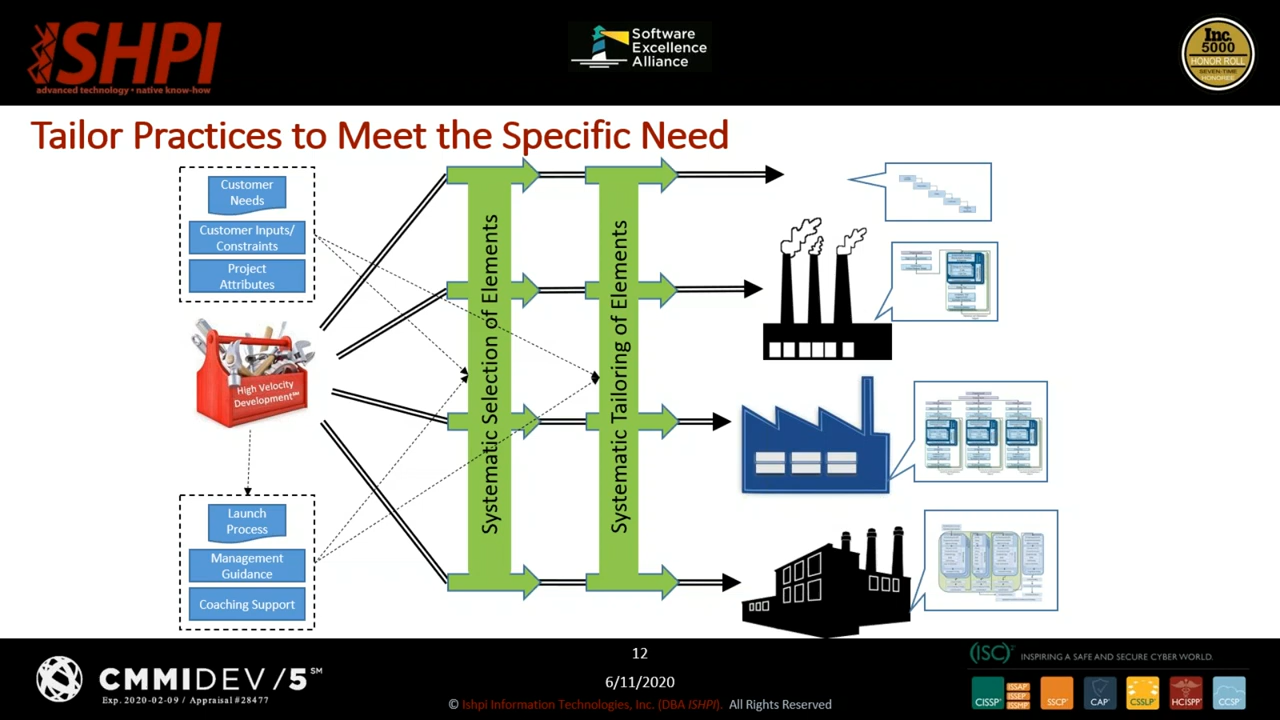 ISHPI
advanced technology • native know-how
Software
Excellence
Alliance
Inc.
5000
HONOR ROLL
SEVEN-TIME
HONOREE
Tailor Practices to Meet the Specific Need
Customer
Needs
Customer Inputs/
Constraints
Project
Attributes
High Velocity
Development℠
Launch
Process
Management
Guidance
Coaching Support
Systematic Selection of Elements
Systematic Tailoring of Elements
CMMIDEV/5℠
Exp. 2020-02-09 / Appraisal #28477
12
6/11/2020
© Ishpi Information Technologies, Inc. (DBA ISHPI). All Rights Reserved
(ISC)² INSPIRING A SAFE AND SECURE CYBER WORLD.
CISSP
ISSAP
ISSEP
ISSMP
SSCP
CAP
CSSLP
HCISPP
CCSP